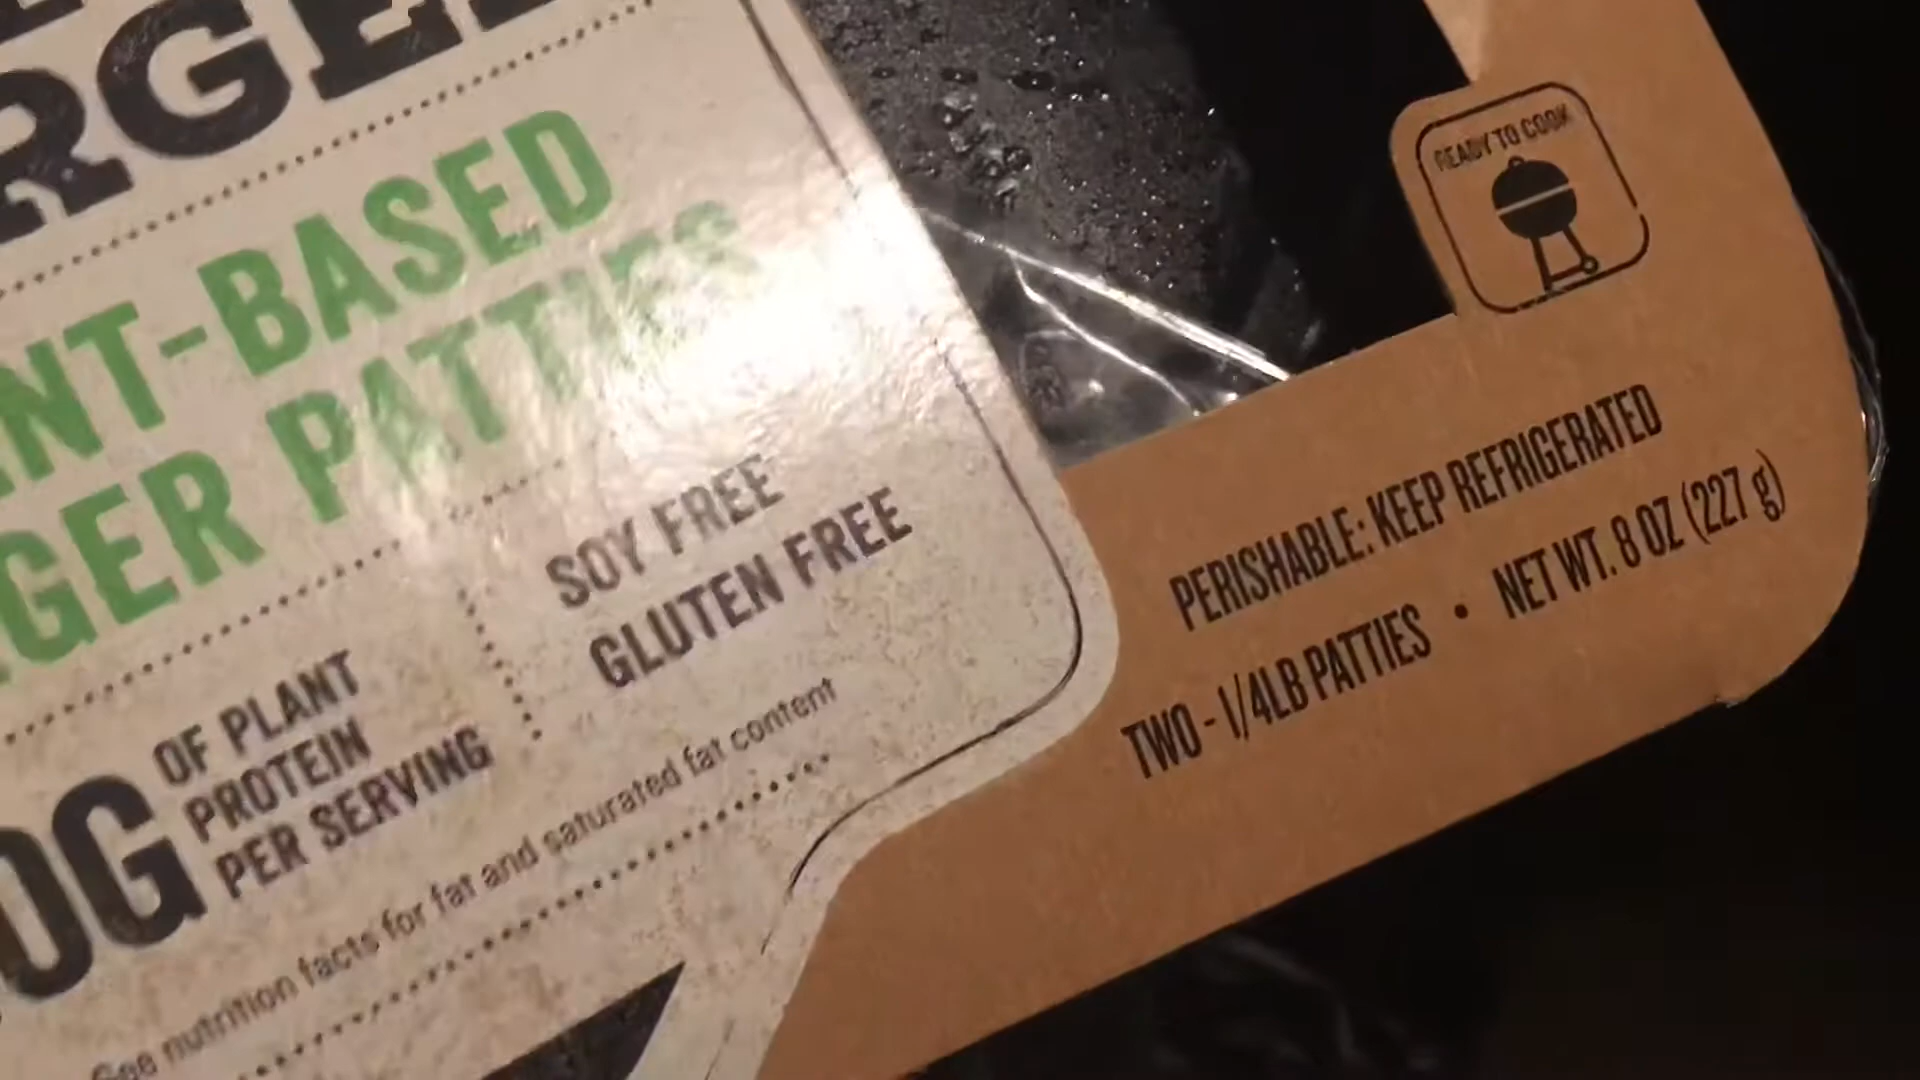 RGE
NT-BASED
GER PATTIES
0G
OF PLANT
PROTEIN
PER SERVING
SOY FREE
GLUTEN FREE
See nutrition facts for fat and saturated fat content
READY TO COOK
PERISHABLE: KEEP REFRIGERATED
TWO - 1/4LB PATTIES • NET WT. 8 OZ (227 g)